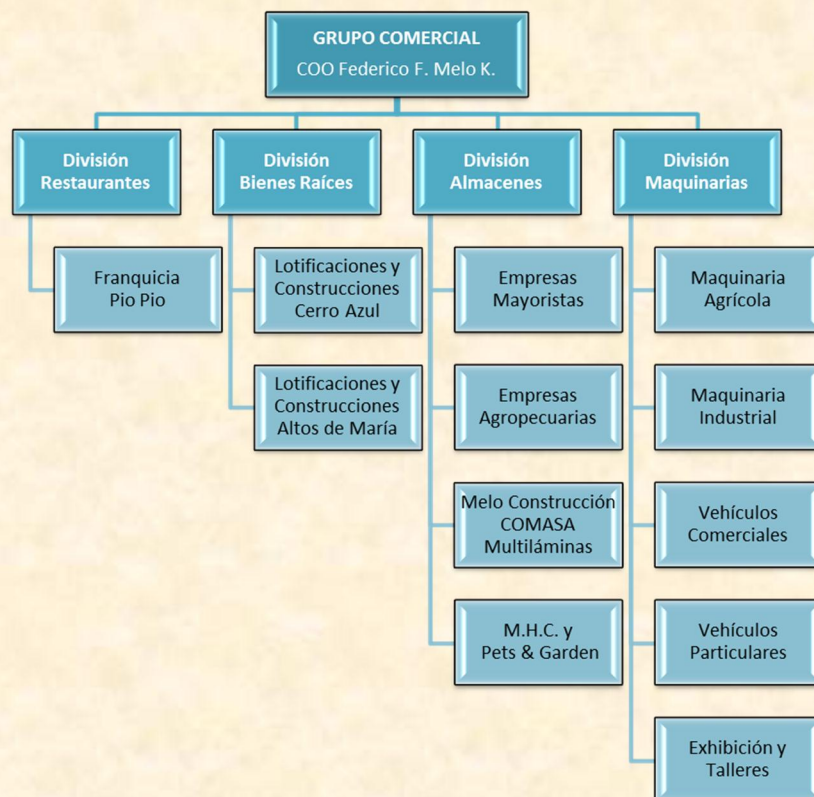 GRUPO COMERCIAL
COO Federico F. Melo K.
División
Restaurantes
División
Bienes Raíces
División
Almacenes
División
Maquinarias
Franquicia
Pio Pio
Lotificaciones y
Construcciones
Cerro Azul
Lotificaciones y
Construcciones
Altos de María
Empresas
Mayoristas
Empresas
Agropecuarias
Melo Construcción
COMASA
Multiláminas
M.H.C. y
Pets & Garden
Maquinaria
Agrícola
Maquinaria
Industrial
Vehículos
Comerciales
Vehículos
Particulares
Exhibición y
Talleres